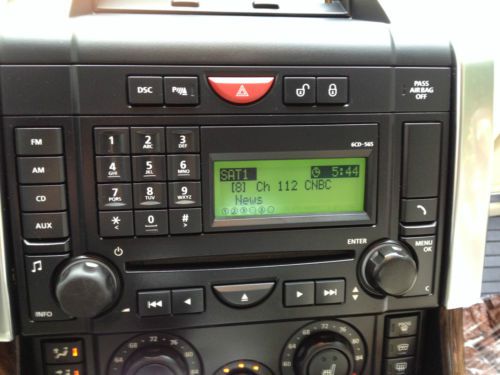 DSC
PASS
AIRBAG
OFF
FM
AM
CD
AUX
1
2 ABC
3 DEF
4 GHI
5 JKL
6 MNO
7 PQRS
8 TUV
9 WXYZ
*
0
#
6CD-565
SAT1 5:44
[8] Ch 112 CNBC
News
ENTER
MENU
OK
INFO
C